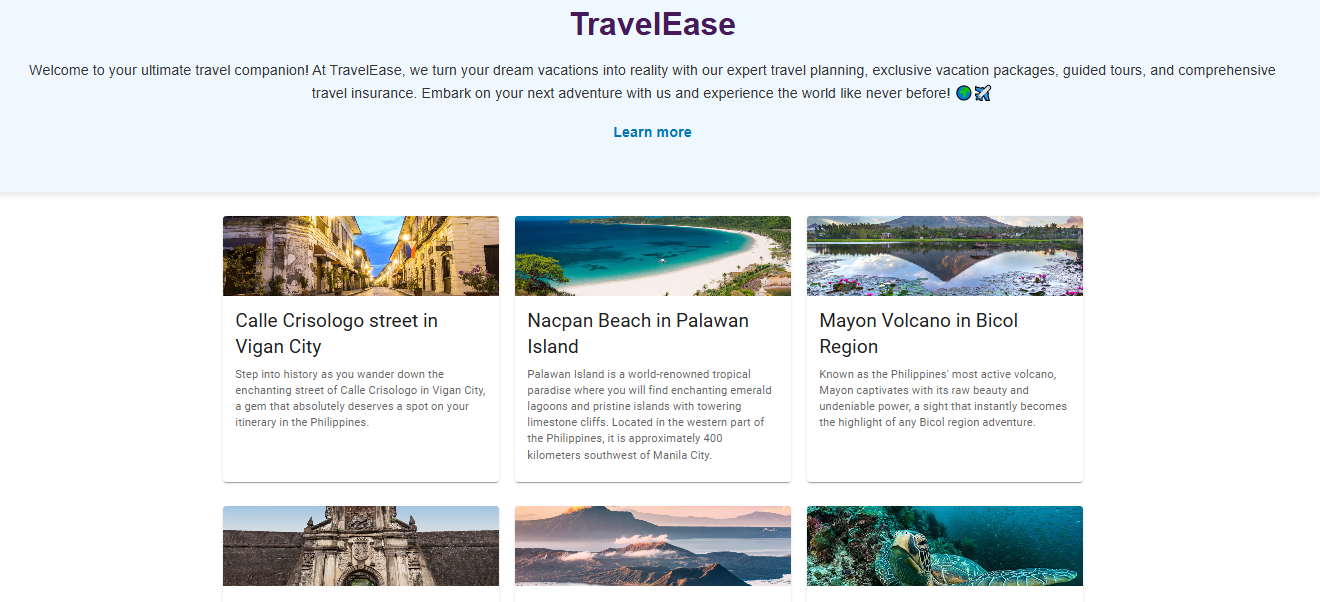 TravelEase
Welcome to your ultimate travel companion! At TravelEase, we turn your dream vacations into reality with our expert travel planning, exclusive vacation packages, guided tours, and comprehensive
travel insurance. Embark on your next adventure with us and experience the world like never before! 🌍✈️
Learn more
Calle Crisologo street in
Vigan City
Step into history as you wander down the
enchanting street of Calle Crisologo in Vigan City,
a gem that absolutely deserves a spot on your
itinerary in the Philippines.
Nacpan Beach in Palawan
Island
Palawan Island is a world-renowned tropical
paradise where you will find enchanting emerald
lagoons and pristine islands with towering
limestone cliffs. Located in the western part of
the Philippines, it is approximately 400
kilometers southwest of Manila City.
Mayon Volcano in Bicol
Region
Known as the Philippines' most active volcano,
Mayon captivates with its raw beauty and
undeniable power, a sight that instantly becomes
the highlight of any Bicol region adventure.